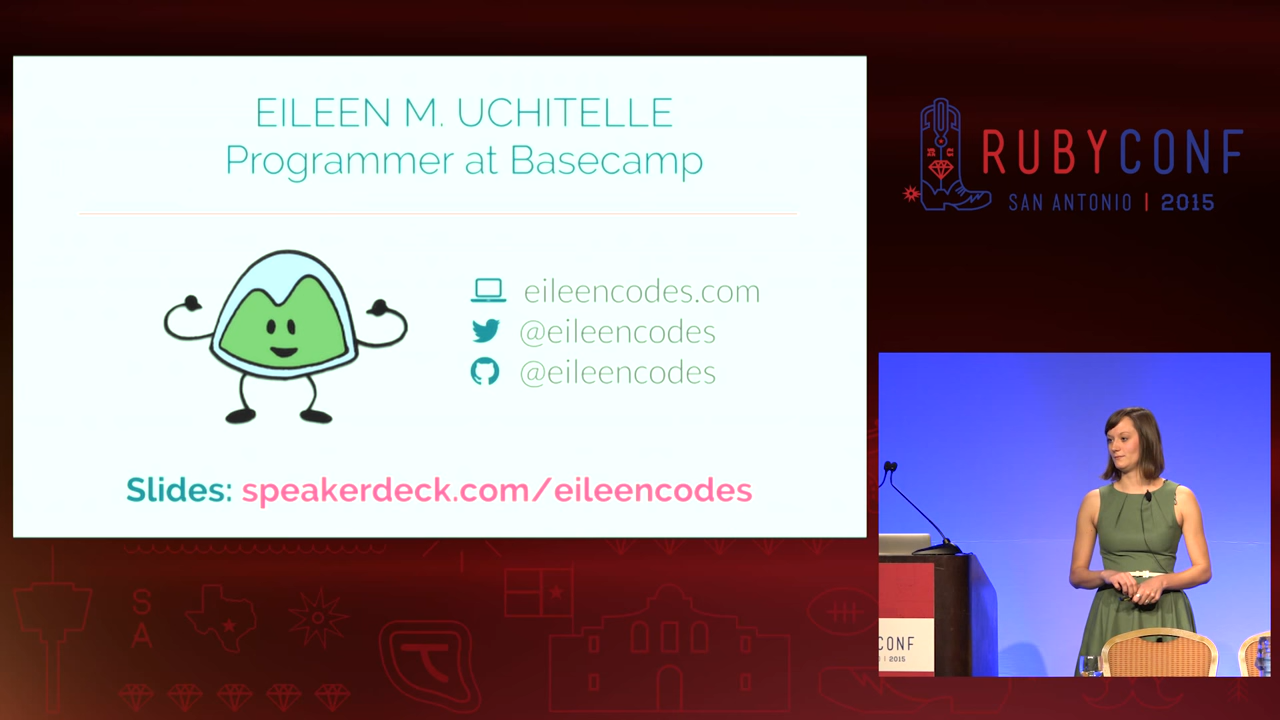 EILEEN M. UCHITELLE
Programmer at Basecamp
eileencodes.com
@eileencodes
@eileencodes
Slides: speakerdeck.com/eileencodes
RUBYCONF
SAN ANTONIO | 2015
S
A
CONF
2015